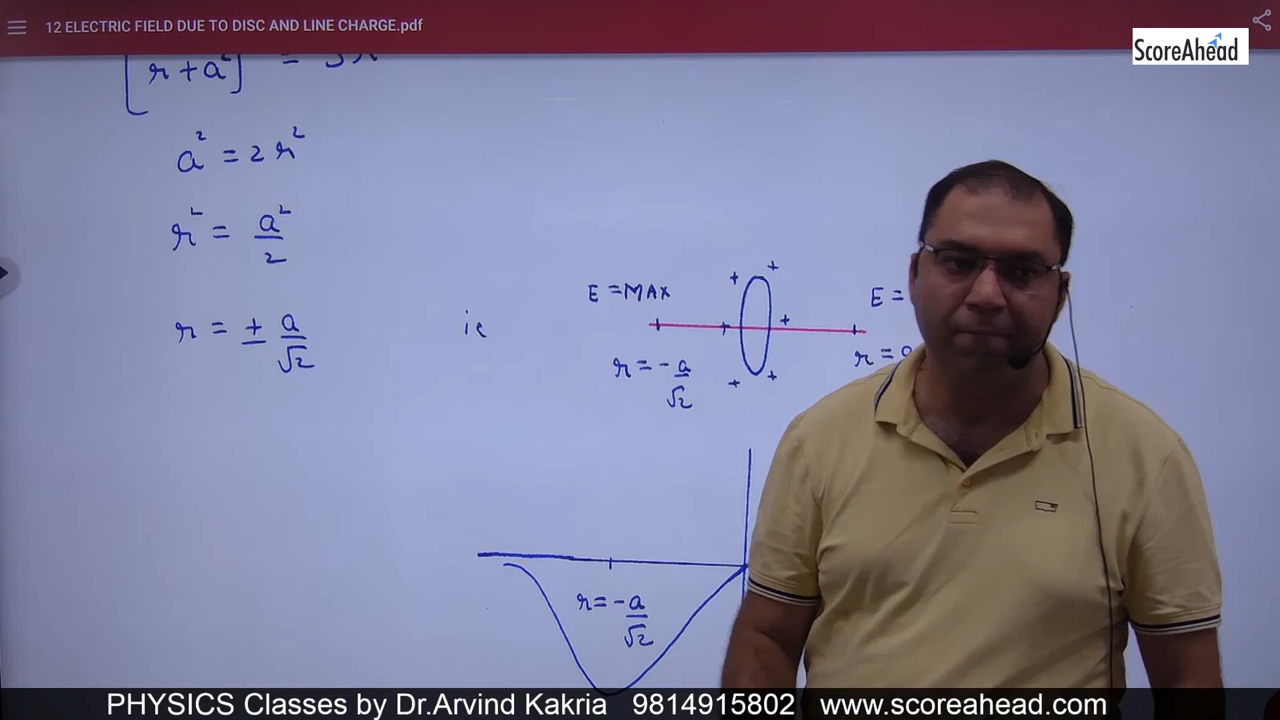 12 ELECTRIC FIELD DUE TO DISC AND LINE CHARGE.pdf
ScoreAhead
[r + a²] =
a² = 2r²
r² = a²/2
r = ± a/√2
ie
E = MAX
E =
r = -a/√2
r =
r = -a/√2
PHYSICS Classes by Dr.Arvind Kakria 9814915802 www.scoreahead.com